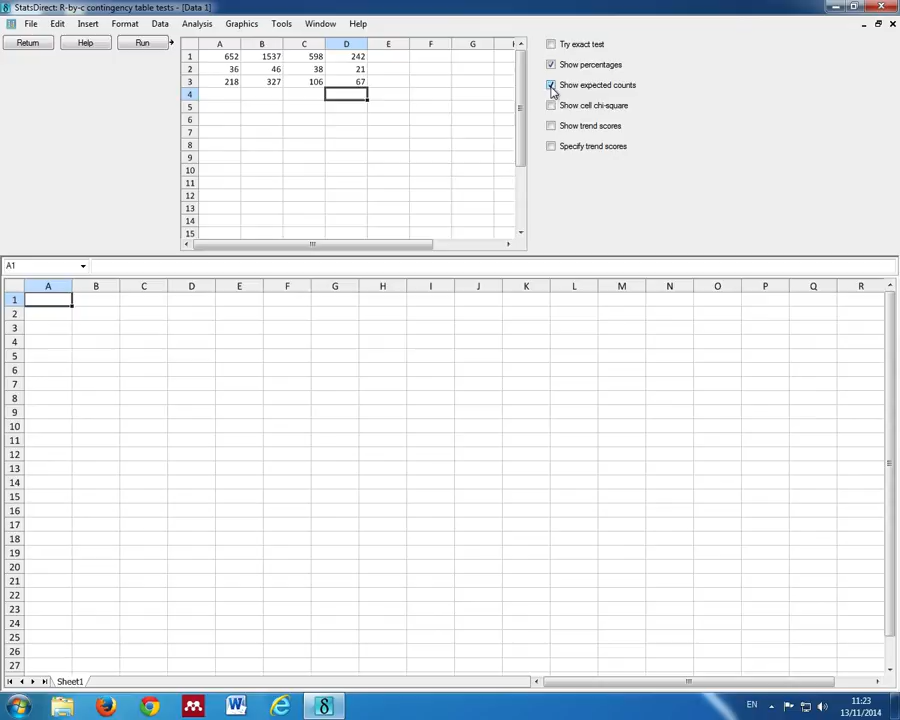 StatsDirect: R-by-c contingency table tests - [Data 1]
File Edit Insert Format Data Analysis Graphics Tools Window Help
Return Help Run
A B C D E F G
1 652 1537 598 242
2 36 46 38 21
3 218 327 106 67
4
5
6
7
8
9
10
11
12
13
14
15
Try exact test
Show percentages
Show expected counts
Show cell chi-square
Show trend scores
Specify trend scores
A1
A B C D E F G H I J K L M N O P Q R
1
2
3
4
5
6
7
8
9
10
11
12
13
14
15
16
17
18
19
20
21
22
23
24
25
26
27
Sheet1
EN
11:23
13/11/2014